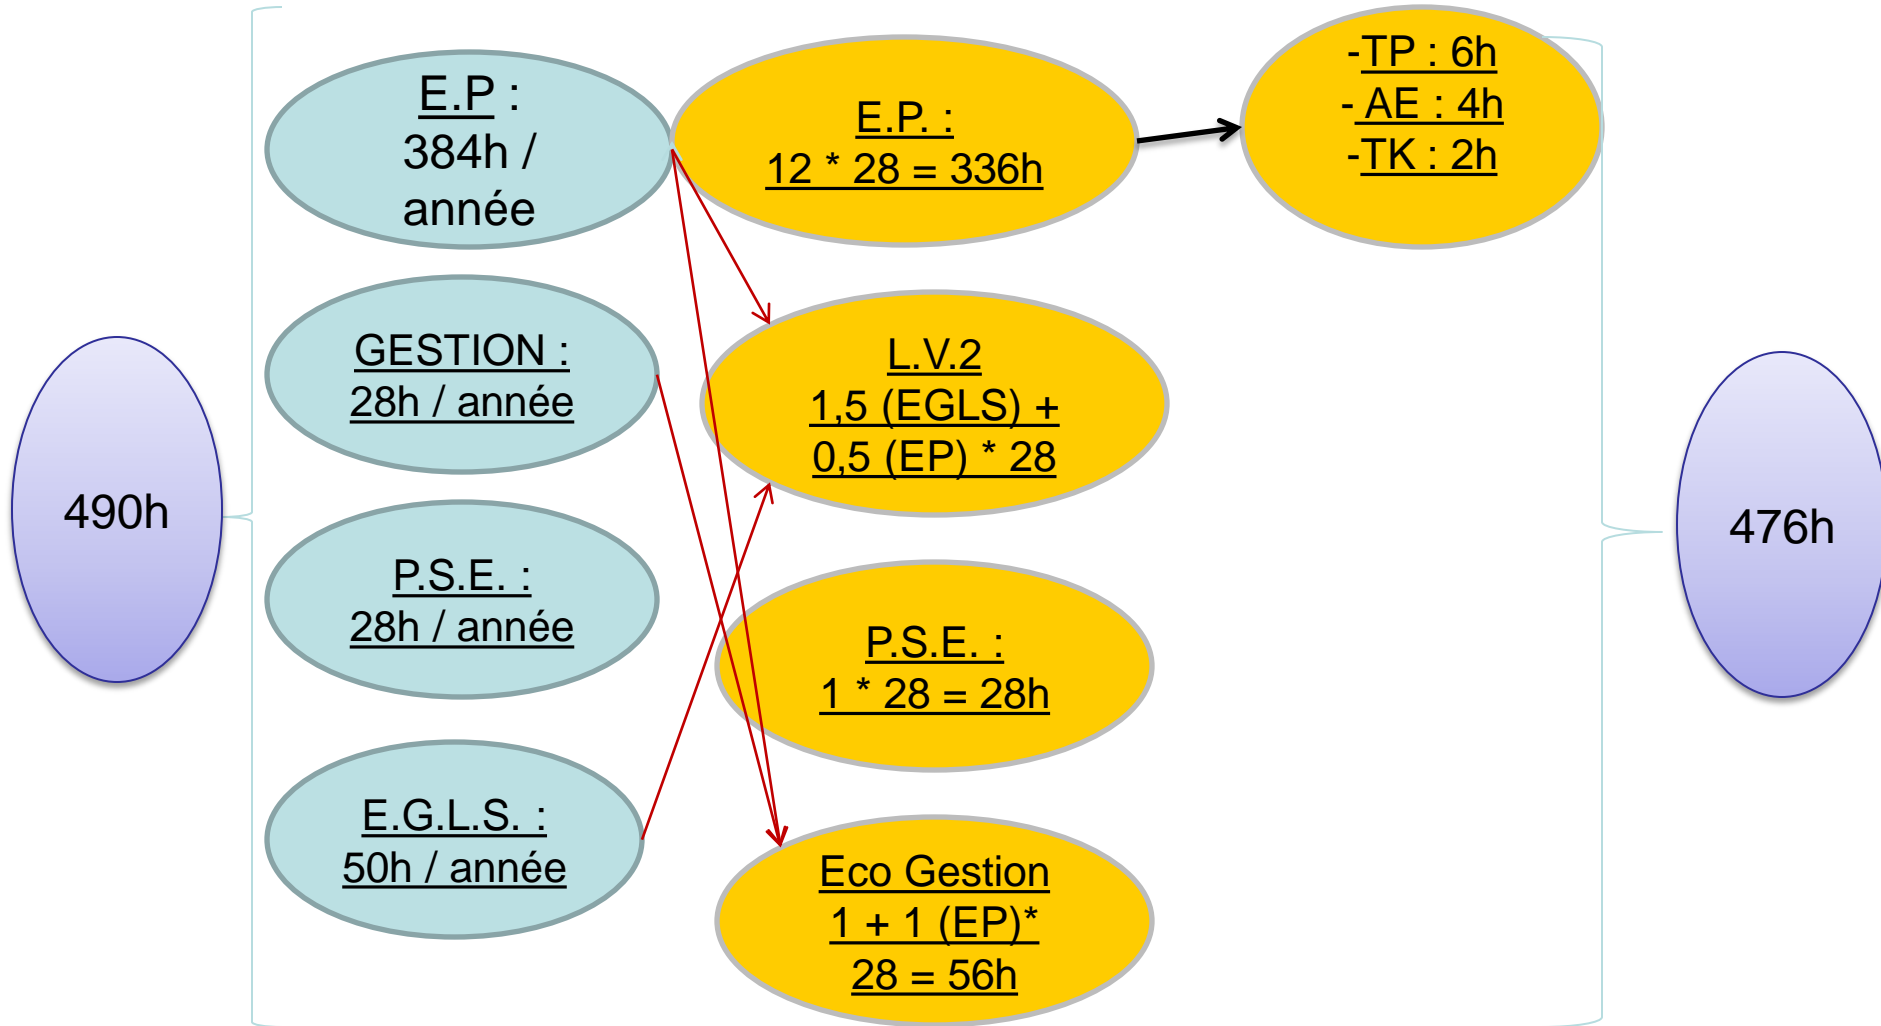 490h
E.P :
384h /
année
GESTION :
28h / année
P.S.E. :
28h / année
E.G.L.S. :
50h / année
E.P. :
12 * 28 = 336h
L.V.2
1,5 (EGLS) +
0,5 (EP) * 28
P.S.E. :
1 * 28 = 28h
Eco Gestion
1 + 1 (EP)*
28 = 56h
-TP : 6h
- AE : 4h
-TK : 2h
476h